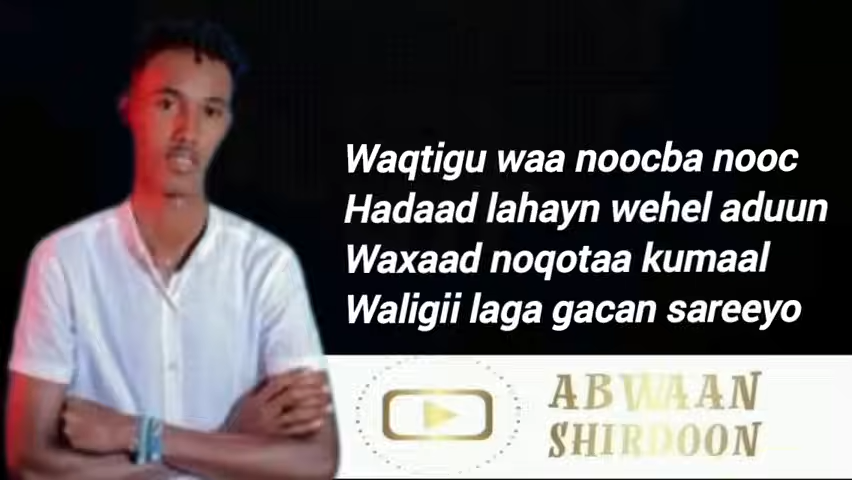 Waqtigu waa noocba nooc
Hadaad lahayn wehel aduun
Waxaad noqotaa kumaal
Waligii laga gacan sareeyo
ABWAAN
SHIRDOON